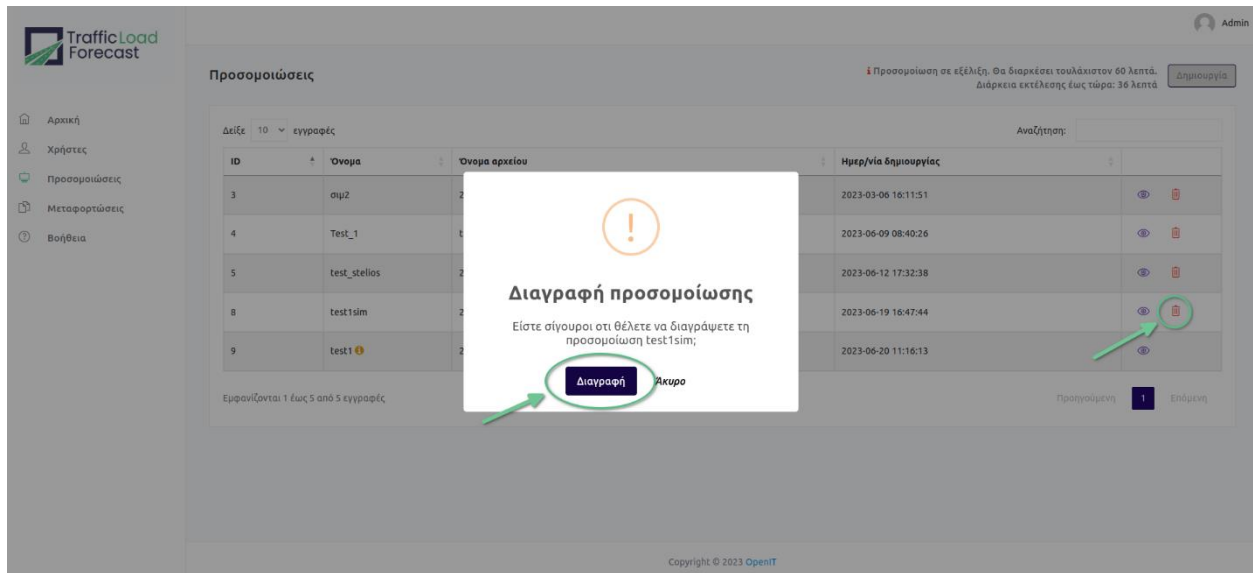 TrafficLoad
Forecast
Admin
Προσομοιώσεις
i Προσομοίωση σε εξέλιξη. Θα διαρκέσει τουλάχιστον 60 λεπτά.
Διάρκεια εκτέλεσης έως τώρα: 36 λεπτά
Δημιουργία
Αρχική
Χρήστες
Προσομοιώσεις
Μεταφορτώσεις
Βοήθεια
Δείξε 10 εγγραφές
Αναζήτηση:
ID Όνομα Όνομα αρχείου Ημερ/νία δημιουργίας
3 σιμ2 2 2023-03-06 16:11:51
4 Test_1 t 2023-06-09 08:40:26
5 test_stelios 2 2023-06-12 17:32:38
8 test1sim 2 2023-06-19 16:47:44
9 test1 2 2023-06-20 11:16:13
Διαγραφή προσομοίωσης
Είστε σίγουροι οτι θέλετε να διαγράψετε τη
προσομοίωση test1sim;
Διαγραφή Άκυρο
Εμφανίζονται 1 έως 5 από 5 εγγραφές
Προηγούμενη 1 Επόμενη
Copyright © 2023 OpenIT